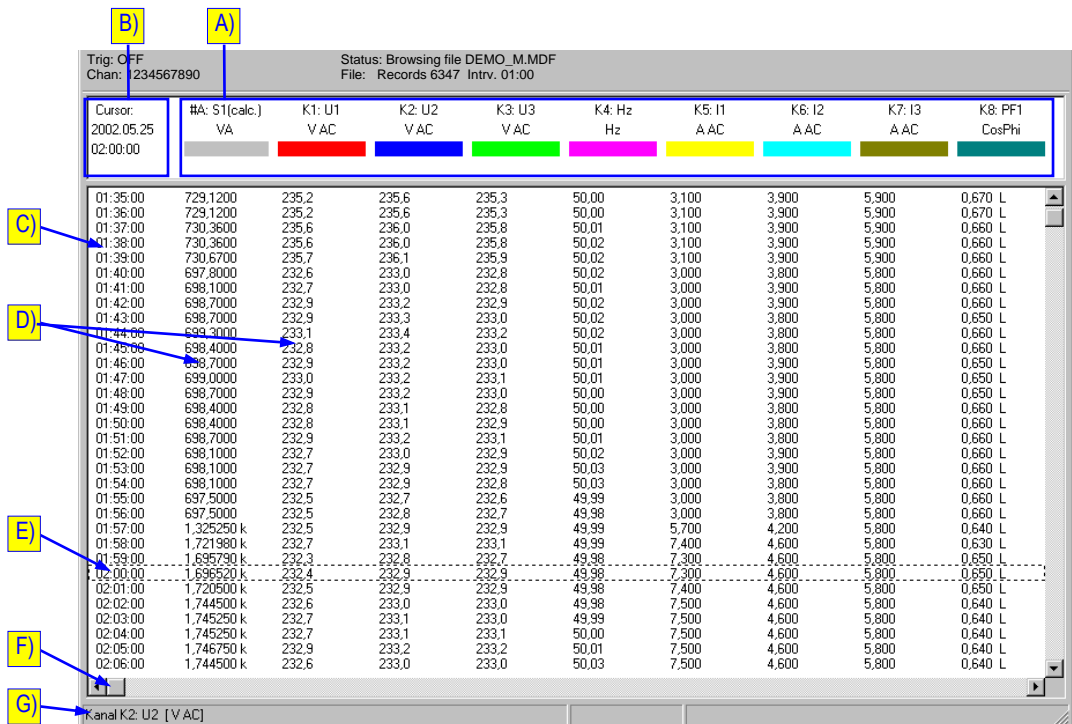 B) A)
Trig: OFF Status: Browsing file DEMO_M.MDF
Chan: 1234567890 File: Records 6347 Intrv. 01:00
Cursor: #A: S1(calc.) K1: U1 K2: U2 K3: U3 K4: Hz K5: I1 K6: I2 K7: I3 K8: PF1
2002.05.25 VA V AC V AC V AC Hz A AC A AC A AC CosPhi
02:00:00
01:35:00 729,1200 235,2 235,6 235,3 50,00 3,100 3,900 5,900 0,670 L
01:36:00 729,1200 235,2 235,6 235,3 50,00 3,100 3,900 5,900 0,670 L
C) 01:37:00 730,3600 235,6 236,0 235,8 50,01 3,100 3,900 5,900 0,660 L
01:38:00 730,3600 235,6 236,0 235,8 50,02 3,100 3,900 5,900 0,660 L
01:39:00 730,6700 235,7 236,1 235,9 50,02 3,100 3,900 5,900 0,660 L
01:40:00 697,8000 232,6 233,0 232,8 50,02 3,000 3,800 5,800 0,660 L
01:41:00 698,1000 232,7 233,0 232,8 50,01 3,000 3,900 5,800 0,660 L
01:42:00 698,7000 232,9 233,2 232,9 50,02 3,000 3,900 5,800 0,660 L
01:43:00 698,7000 232,9 233,3 233,0 50,02 3,000 3,800 5,800 0,650 L
D) 01:44:00 699,3000 233,1 233,4 233,2 50,02 3,000 3,800 5,800 0,660 L
01:45:00 698,4000 232,8 233,2 233,0 50,01 3,000 3,800 5,800 0,660 L
01:46:00 698,7000 232,9 233,2 233,0 50,01 3,000 3,900 5,800 0,650 L
01:47:00 699,0000 233,0 233,2 233,1 50,01 3,000 3,900 5,800 0,650 L
01:48:00 698,7000 232,9 233,2 233,0 50,00 3,000 3,900 5,800 0,650 L
01:49:00 698,4000 232,8 233,1 232,8 50,00 3,000 3,800 5,800 0,660 L
01:50:00 698,4000 232,8 233,1 232,9 50,00 3,000 3,800 5,800 0,660 L
01:51:00 698,7000 232,9 233,2 233,1 50,01 3,000 3,800 5,800 0,660 L
01:52:00 698,1000 232,7 233,0 232,9 50,02 3,000 3,900 5,800 0,660 L
01:53:00 698,1000 232,7 232,9 232,9 50,03 3,000 3,900 5,800 0,660 L
01:54:00 698,1000 232,7 232,9 232,8 50,03 3,000 3,800 5,800 0,660 L
01:55:00 697,5000 232,5 232,7 232,6 49,99 3,000 3,800 5,800 0,660 L
01:56:00 697,5000 232,5 232,8 232,7 49,98 3,000 3,800 5,800 0,660 L
01:57:00 1,325250 k 232,5 232,9 232,9 49,99 5,700 4,200 5,800 0,640 L
E) 01:58:00 1,721980 k 232,7 233,1 233,1 49,99 7,400 4,600 5,800 0,630 L
01:59:00 1,695790 k 232,3 232,8 232,7 49,98 7,300 4,600 5,800 0,650 L
02:00:00 1,696520 k 232,4 232,9 232,9 49,98 7,300 4,600 5,800 0,650 L
02:01:00 1,720500 k 232,5 232,9 232,9 49,98 7,400 4,600 5,800 0,650 L
02:02:00 1,744500 k 232,6 233,0 233,0 49,98 7,500 4,600 5,800 0,640 L
02:03:00 1,745250 k 232,7 233,1 233,0 49,99 7,500 4,600 5,800 0,640 L
02:04:00 1,745250 k 232,7 233,1 233,1 50,00 7,500 4,600 5,800 0,640 L
F) 02:05:00 1,746750 k 232,9 233,2 233,2 50,01 7,500 4,600 5,800 0,640 L
02:06:00 1,744500 k 232,6 233,0 233,0 50,03 7,500 4,600 5,800 0,640 L
G) Kanal K2: U2 [ V AC]